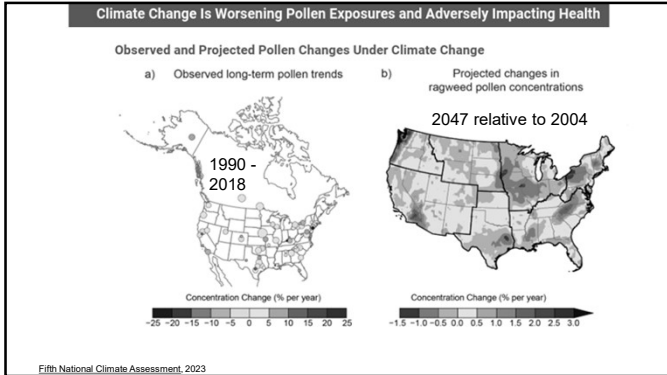 Climate Change Is Worsening Pollen Exposures and Adversely Impacting Health
Observed and Projected Pollen Changes Under Climate Change
a) Observed long-term pollen trends
1990 -
2018
Concentration Change (% per year)
−25 −20 −15 −10 −5 0 5 10 15 20 25
b) Projected changes in
ragweed pollen concentrations
2047 relative to 2004
Concentration Change (% per year)
−1.5 −1.0 −0.5 0.0 0.5 1.0 1.5 2.0 2.5 3.0
Fifth National Climate Assessment, 2023